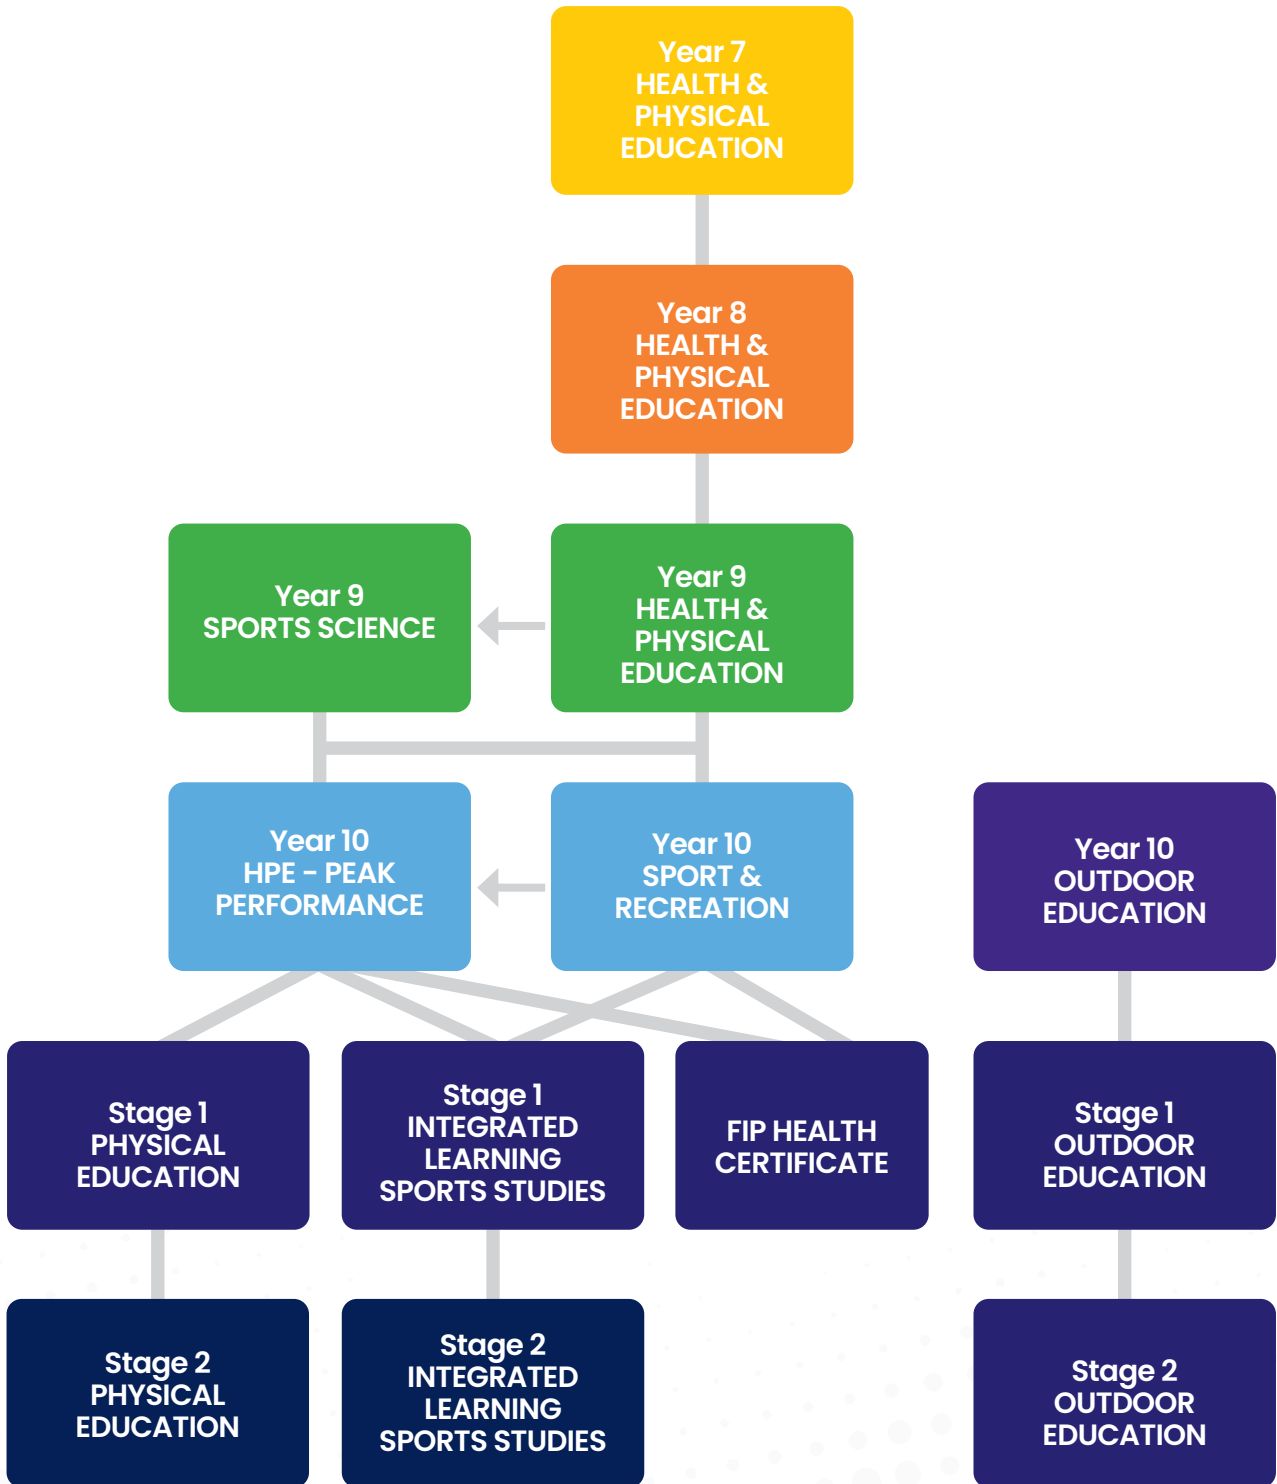 Year 7
HEALTH &
PHYSICAL
EDUCATION
Year 8
HEALTH &
PHYSICAL
EDUCATION
Year 9
SPORTS SCIENCE
Year 9
HEALTH &
PHYSICAL
EDUCATION
Year 10
HPE – PEAK
PERFORMANCE
Year 10
SPORT &
RECREATION
Year 10
OUTDOOR
EDUCATION
Stage 1
PHYSICAL
EDUCATION
Stage 1
INTEGRATED
LEARNING
SPORTS STUDIES
FIP HEALTH
CERTIFICATE
Stage 1
OUTDOOR
EDUCATION
Stage 2
PHYSICAL
EDUCATION
Stage 2
INTEGRATED
LEARNING
SPORTS STUDIES
Stage 2
OUTDOOR
EDUCATION